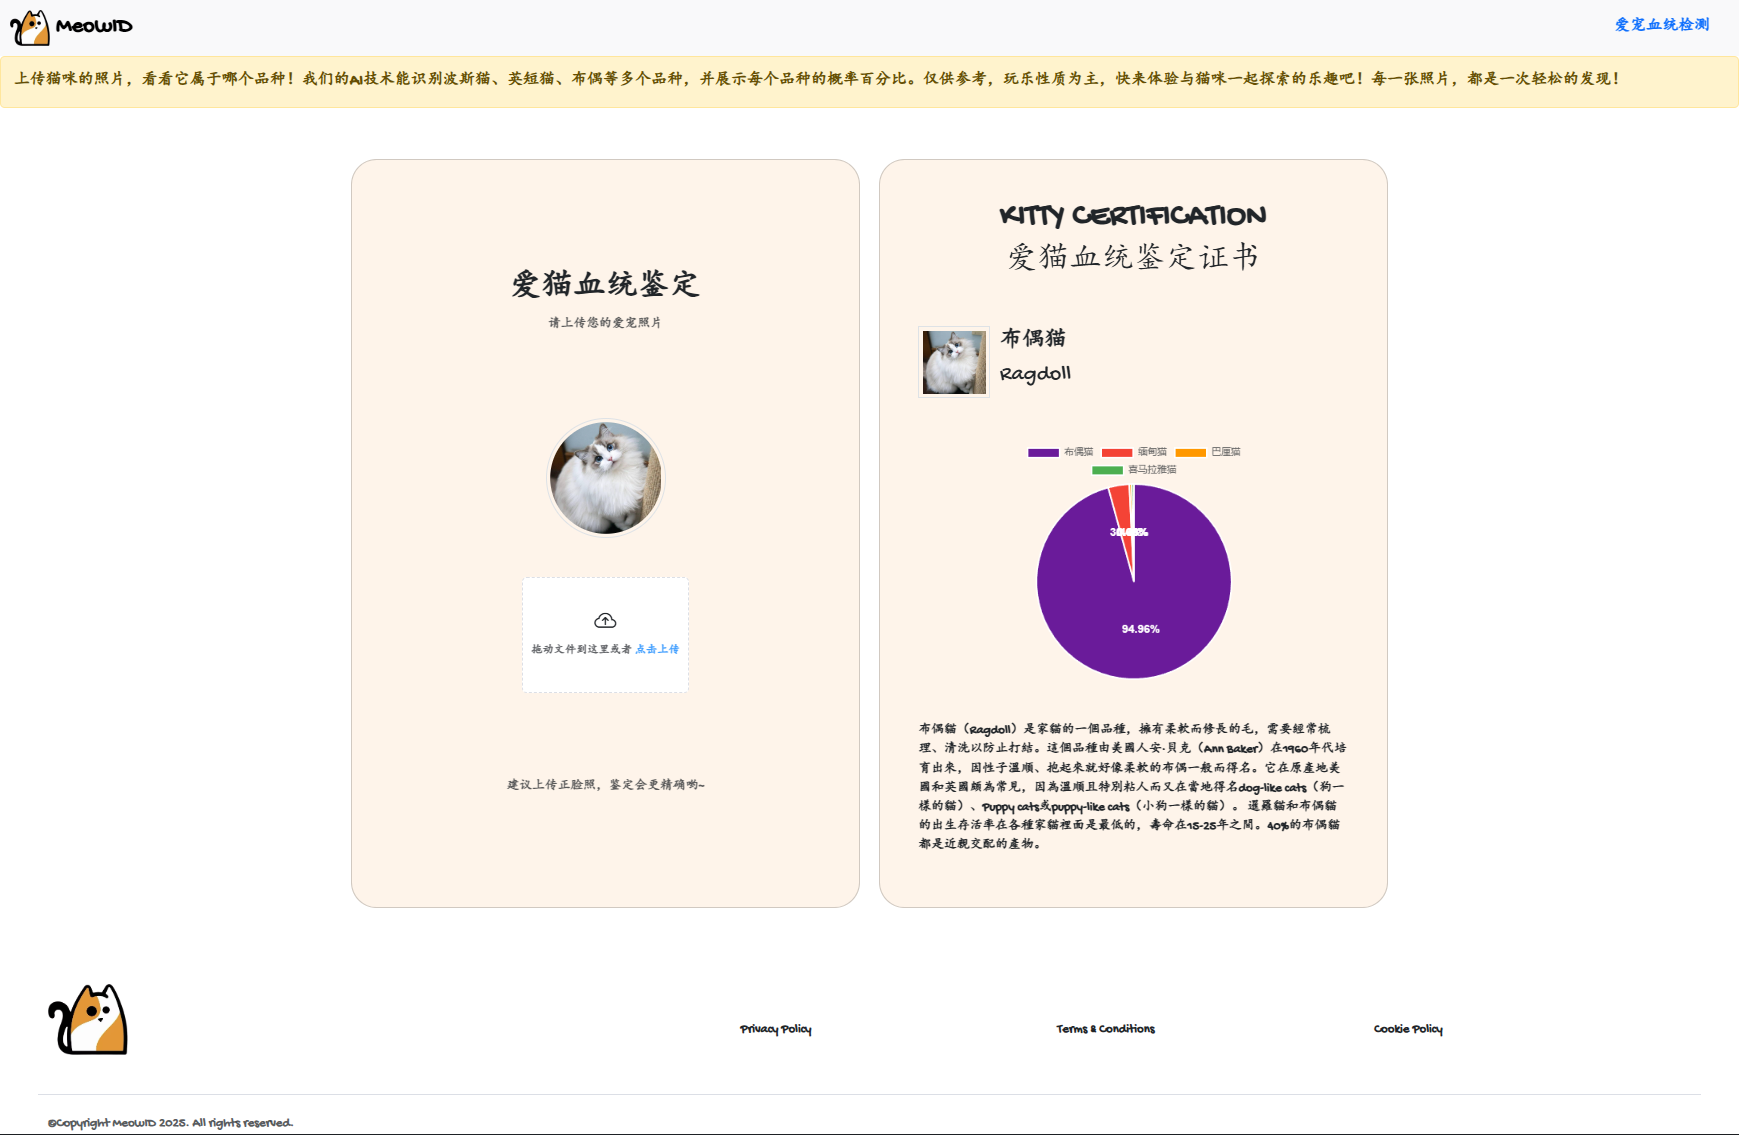 MeowID
爱宠血统检测
上传猫咪的照片，看看它属于哪个品种！我们的AI技术能识别波斯猫、英短猫、布偶等多个品种，并展示每个品种的概率百分比。仅供参考，玩乐性质为主，快来体验与猫咪一起探索的乐趣吧！每一张照片，都是一次轻松的发现！
爱猫血统鉴定
请上传您的爱宠照片
拖动文件到这里或者 点击上传
建议上传正脸照，鉴定会更精确哟~
KITTY CERTIFICATION
爱猫血统鉴定证书
布偶猫
Ragdoll
布偶猫 缅甸猫 巴厘猫
喜马拉雅猫
94.96%
布偶貓（Ragdoll）是家貓的一個品種，擁有柔軟而修長的毛，需要經常梳
理、清洗以防止打結。這個品種由美國人安·貝克（Ann Baker）在1960年代培
育出來，因性子溫順、抱起來就好像柔軟的布偶一般而得名。它在原產地美
國和英國頗為常見，因為溫順且特別粘人而又在當地得名dog-like cats（狗一
樣的貓）、Puppy cats或puppy-like cats（小狗一樣的貓）。 暹羅貓和布偶貓
的出生存活率在各種家貓裡面是最低的，壽命在15-25年之間。40%的布偶貓
都是近親交配的產物。
Privacy Policy
Terms & Conditions
Cookie Policy
©Copyright MeowID 2025. All rights reserved.